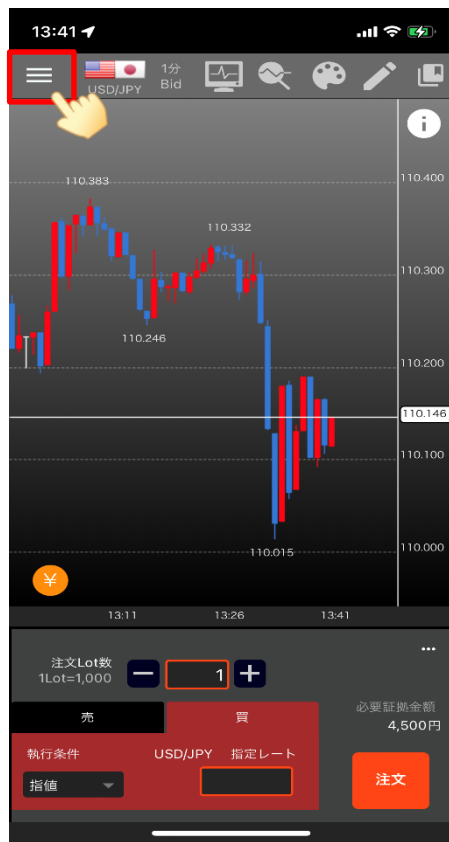 13:41
USD/JPY
1分
Bid
i
110.383
110.400
110.332
110.300
110.246
110.200
110.146
110.100
110.015
110.000
¥
13:11
13:26
13:41
...
注文Lot数
1Lot=1,000
1
売
買
必要証拠金額
4,500円
執行条件
USD/JPY 指定レート
指値
注文